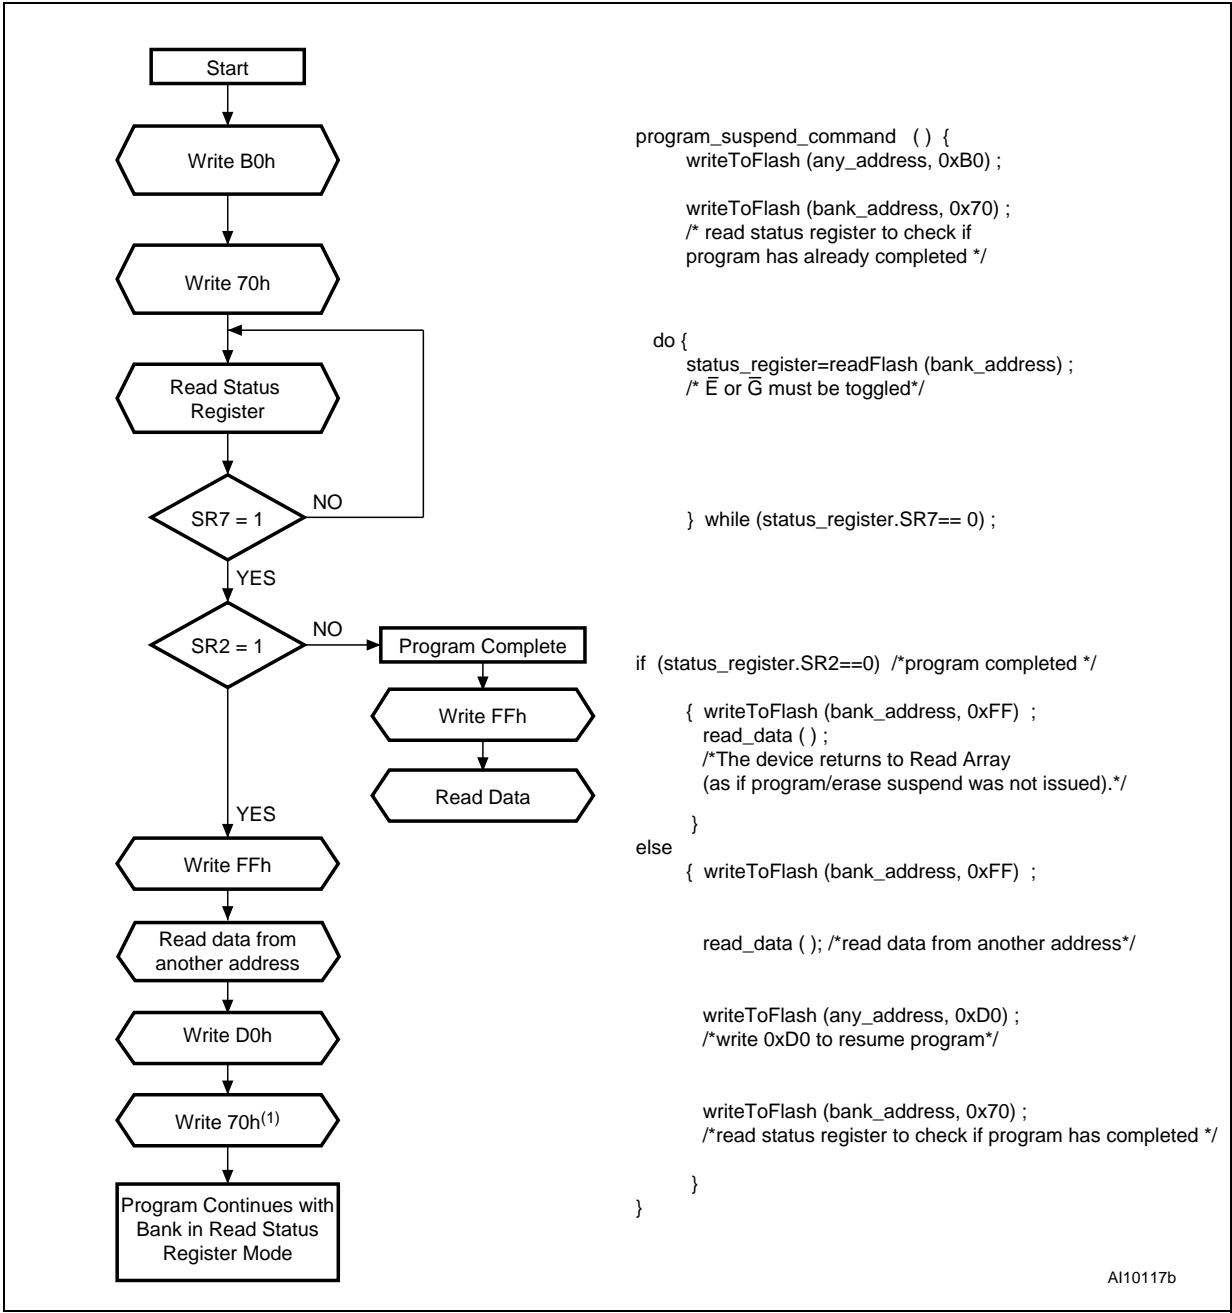 Start
Write B0h
Write 70h
Read Status
Register
SR7 = 1
NO
YES
SR2 = 1
NO
Program Complete
Write FFh
Read Data
YES
Write FFh
Read data from
another address
Write D0h
Write 70h(1)
Program Continues with
Bank in Read Status
Register Mode
program_suspend_command ( ) {
writeToFlash (any_address, 0xB0) ;
writeToFlash (bank_address, 0x70) ;
/* read status register to check if
program has already completed */
do {
status_register=readFlash (bank_address) ;
/* E̅ or G̅ must be toggled*/
} while (status_register.SR7== 0) ;
if (status_register.SR2==0) /*program completed */
{ writeToFlash (bank_address, 0xFF) ;
read_data ( ) ;
/*The device returns to Read Array
(as if program/erase suspend was not issued).*/
}
else
{ writeToFlash (bank_address, 0xFF) ;
read_data ( ); /*read data from another address*/
writeToFlash (any_address, 0xD0) ;
/*write 0xD0 to resume program*/
writeToFlash (bank_address, 0x70) ;
/*read status register to check if program has completed */
}
}
AI10117b